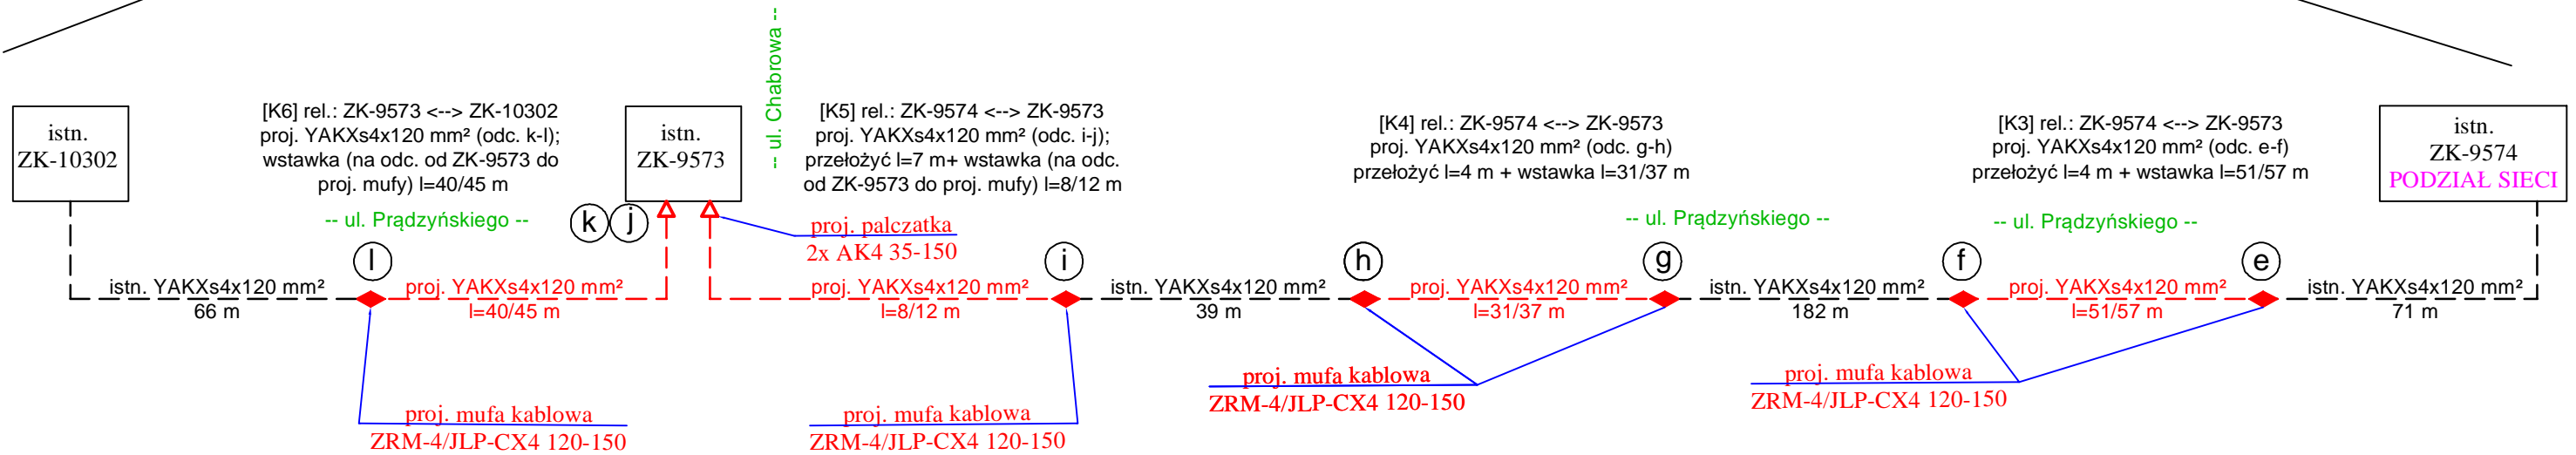 -- ul. Chabrowa --
istn.
ZK-10302
[K6] rel.: ZK-9573 <--> ZK-10302
proj. YAKXs4x120 mm² (odc. k-l);
wstawka (na odc. od ZK-9573 do
proj. mufy) l=40/45 m
-- ul. Prądzyńskiego --
istn.
ZK-9573
[K5] rel.: ZK-9574 <--> ZK-9573
proj. YAKXs4x120 mm² (odc. i-j);
przełożyć l=7 m+ wstawka (na odc.
od ZK-9573 do proj. mufy) l=8/12 m
[K4] rel.: ZK-9574 <--> ZK-9573
proj. YAKXs4x120 mm² (odc. g-h)
przełożyć l=4 m + wstawka l=31/37 m
-- ul. Prądzyńskiego --
[K3] rel.: ZK-9574 <--> ZK-9573
proj. YAKXs4x120 mm² (odc. e-f)
przełożyć l=4 m + wstawka l=51/57 m
-- ul. Prądzyńskiego --
istn.
ZK-9574
PODZIAŁ SIECI
k j
proj. palczatka
2x AK4 35-150
l
i
h
g
f
e
istn. YAKXs4x120 mm²
66 m
proj. YAKXs4x120 mm²
l=40/45 m
proj. YAKXs4x120 mm²
l=8/12 m
istn. YAKXs4x120 mm²
39 m
proj. YAKXs4x120 mm²
l=31/37 m
istn. YAKXs4x120 mm²
182 m
proj. YAKXs4x120 mm²
l=51/57 m
istn. YAKXs4x120 mm²
71 m
proj. mufa kablowa
ZRM-4/JLP-CX4 120-150
proj. mufa kablowa
ZRM-4/JLP-CX4 120-150
proj. mufa kablowa
ZRM-4/JLP-CX4 120-150
proj. mufa kablowa
ZRM-4/JLP-CX4 120-150